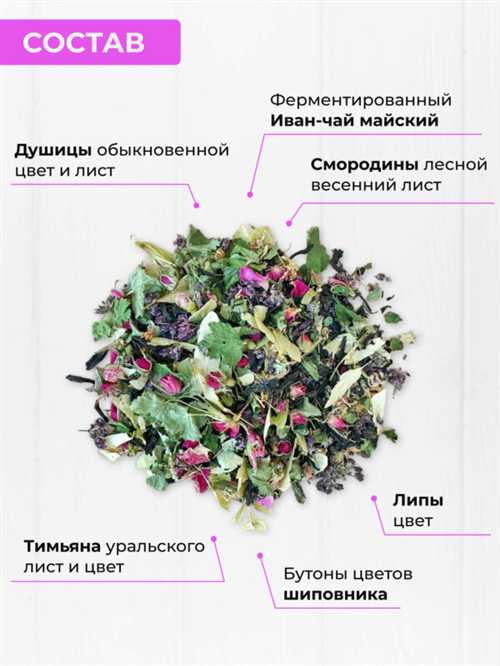 СОСТАВ
Ферментированный
Иван-чай майский
Душицы обыкновенной
цвет и лист
Смородины лесной
весенний лист
Липы
цвет
Тимьяна уральского
лист и цвет
Бутоны цветов
шиповника